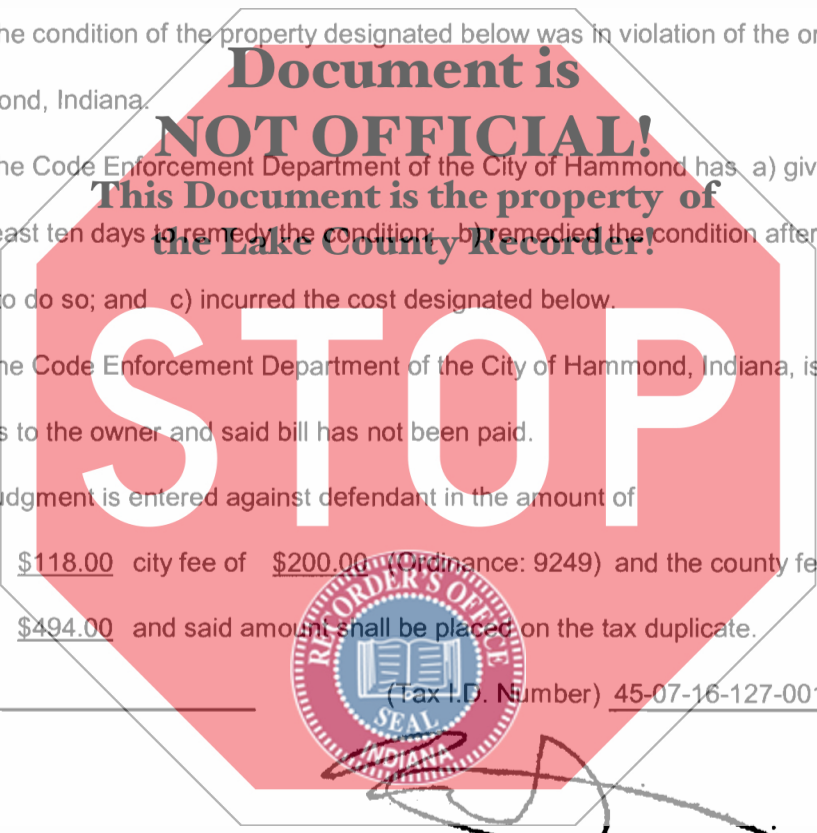 he condition of the property designated below was in violation of the or
Document is
ond, Indiana.
NOT OFFICIAL!
he Code Enforcement Department of the City of Hammond has a) giv
This Document is the property of
east ten days to remedy the condition; b) remedied the condition after
the Lake County Recorder!
o do so; and c) incurred the cost designated below.
STOP
he Code Enforcement Department of the City of Hammond, Indiana, is
s to the owner and said bill has not been paid.
udgment is entered against defendant in the amount of
$118.00 city fee of $200.00 (Ordinance: 9249) and the county fe
RECORDER'S OFFICE
$494.00 and said amount shall be placed on the tax duplicate.
(Tax I.D. Number) 45-07-16-127-001
SEAL
INDIANA